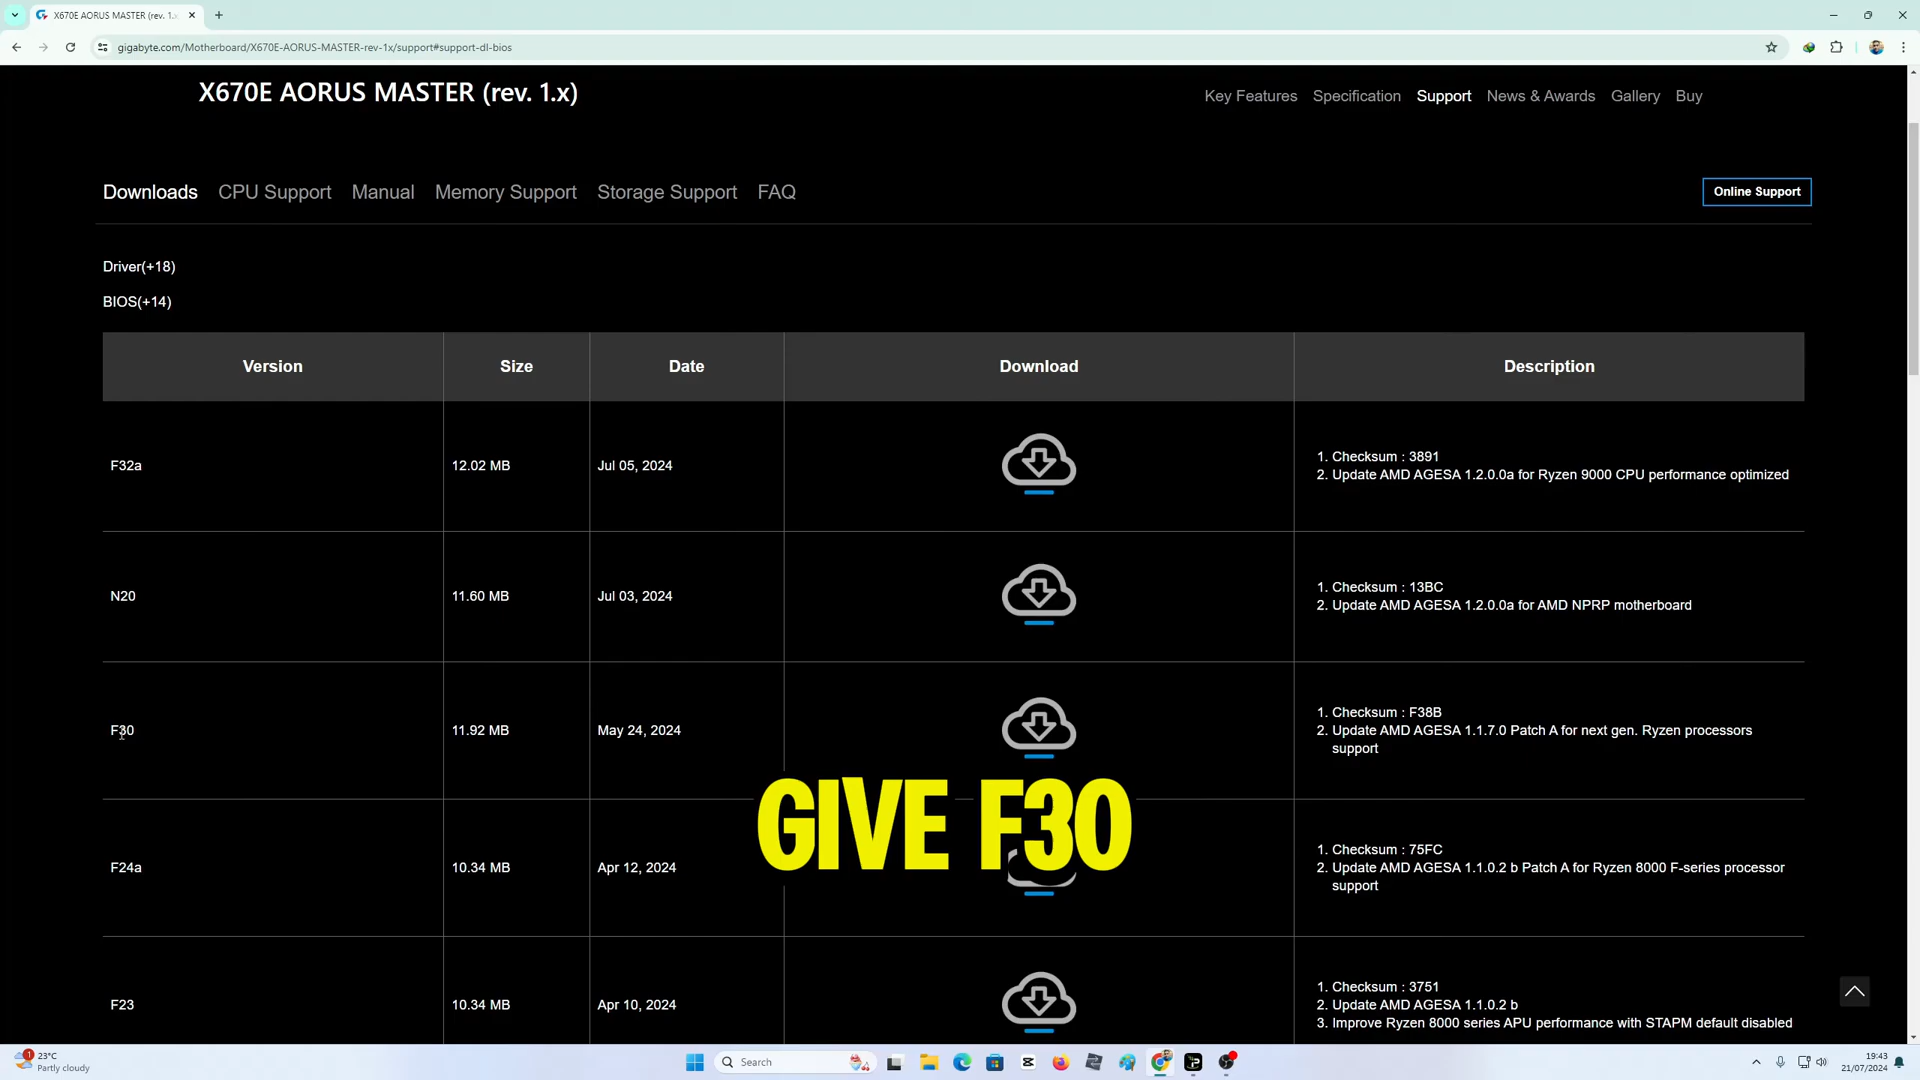 X670E AORUS MASTER (rev. 1.x
gigabyte.com/Motherboard/X670E-AORUS-MASTER-rev-1x/support#support-dl-bios
X670E AORUS MASTER (rev. 1.x)
Key Features Specification Support News & Awards Gallery Buy
Downloads CPU Support Manual Memory Support Storage Support FAQ
Online Support
Driver(+18)
BIOS(+14)
Version Size Date Download Description
F32a 12.02 MB Jul 05, 2024
1. Checksum : 3891
2. Update AMD AGESA 1.2.0.0a for Ryzen 9000 CPU performance optimized
N20 11.60 MB Jul 03, 2024
1. Checksum : 13BC
2. Update AMD AGESA 1.2.0.0a for AMD NPRP motherboard
F30 11.92 MB May 24, 2024
1. Checksum : F38B
2. Update AMD AGESA 1.1.7.0 Patch A for next gen. Ryzen processors
support
GIVE F30
F24a 10.34 MB Apr 12, 2024
1. Checksum : 75FC
2. Update AMD AGESA 1.1.0.2 b Patch A for Ryzen 8000 F-series processor
support
F23 10.34 MB Apr 10, 2024
1. Checksum : 3751
2. Update AMD AGESA 1.1.0.2 b
3. Improve Ryzen 8000 series APU performance with STAPM default disabled
1
23°C
Partly cloudy
Search
19:43
21/07/2024